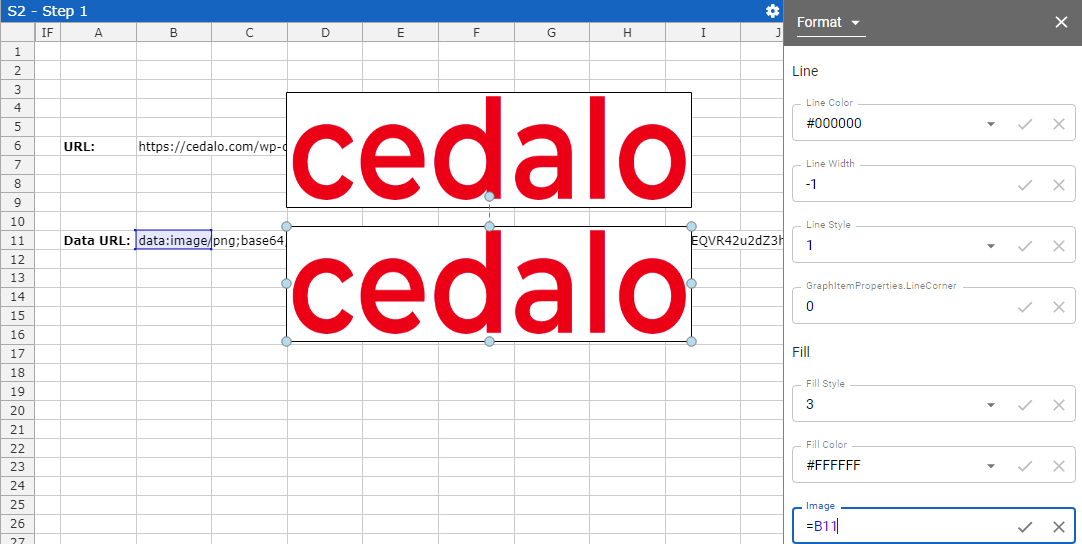 S2 - Step 1
Format
IF A B C D E F G H I J
1
2
3
4
5
6
7
8
9
10
11
12
13
14
15
16
17
18
19
20
21
22
23
24
25
26
27
cedalo
URL: https://cedalo.com/wp-c
Data URL: data:image/png;base64, EQVR42u2dZ3h
cedalo
Line
Line Color
#000000
Line Width
-1
Line Style
1
GraphItemProperties.LineCorner
0
Fill
Fill Style
3
Fill Color
#FFFFFF
Image
=B11